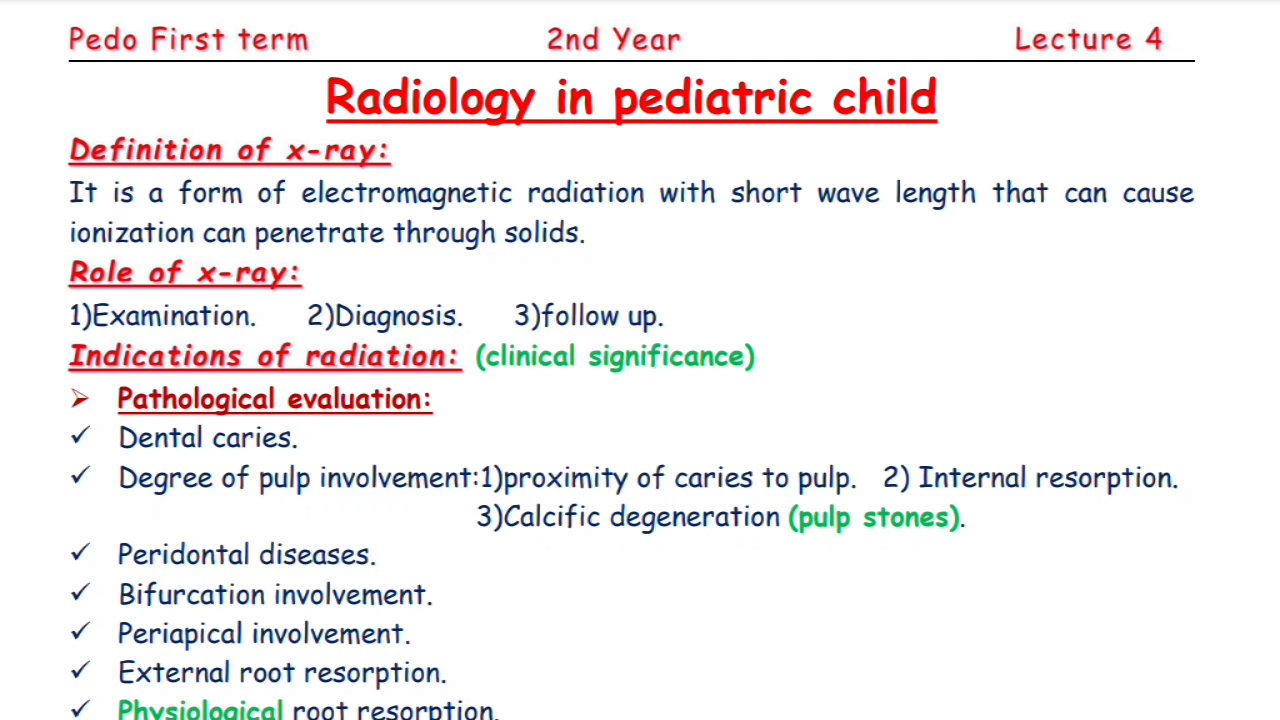 Pedo First term 2nd Year Lecture 4
Radiology in pediatric child
Definition of x-ray:
It is a form of electromagnetic radiation with short wave length that can cause
ionization can penetrate through solids.
Role of x-ray:
1)Examination. 2)Diagnosis. 3)follow up.
Indications of radiation: (clinical significance)
➢ Pathological evaluation:
✓ Dental caries.
✓ Degree of pulp involvement:1)proximity of caries to pulp. 2) Internal resorption.
3)Calcific degeneration (pulp stones).
✓ Peridontal diseases.
✓ Bifurcation involvement.
✓ Periapical involvement.
✓ External root resorption.
✓ Physiological root resorption.